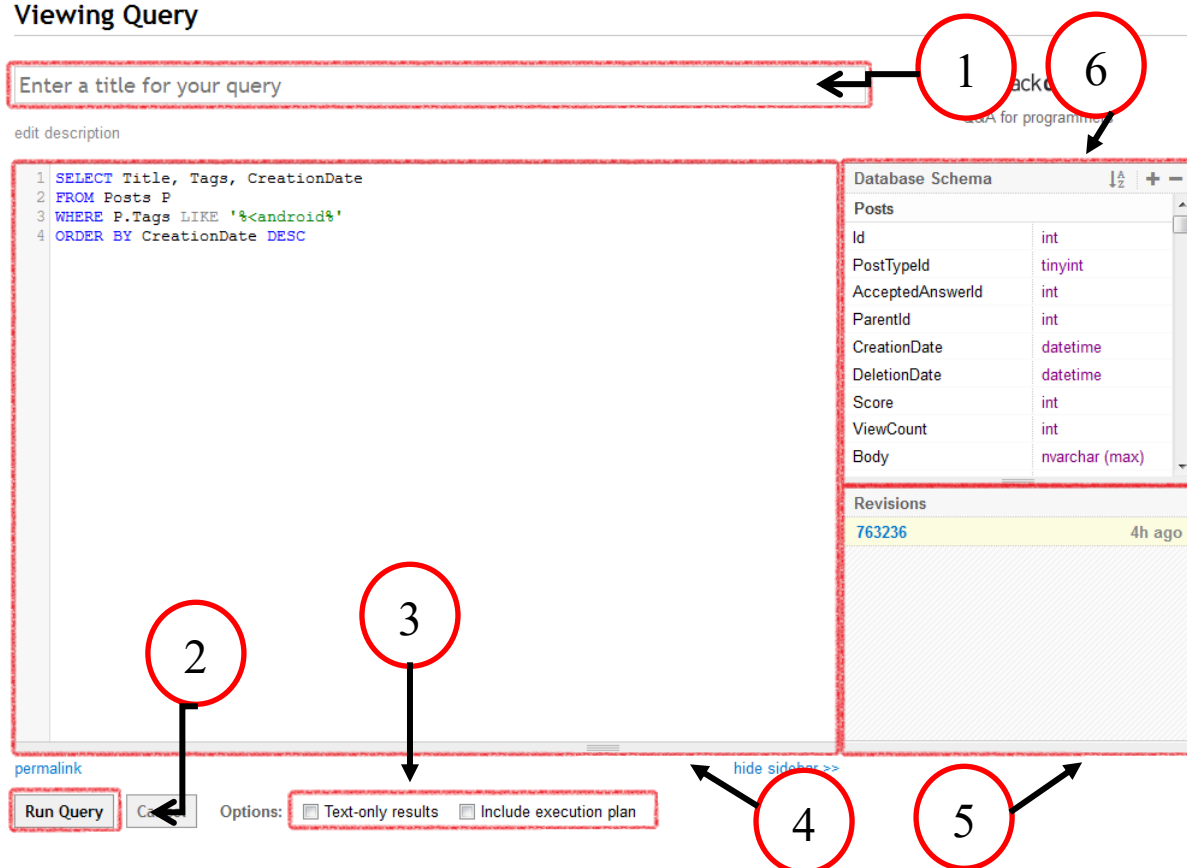 Viewing Query
1
6
Enter a title for your query
ack
Q&A for programmers
edit description
1 SELECT Title, Tags, CreationDate
2 FROM Posts P
3 WHERE P.Tags LIKE '%<android%'
4 ORDER BY CreationDate DESC
Database Schema
Posts
Id int
PostTypeId tinyint
AcceptedAnswerId int
ParentId int
CreationDate datetime
DeletionDate datetime
Score int
ViewCount int
Body nvarchar (max)
Revisions
763236 4h ago
3
2
permalink
hide sidebar >>
Run Query
Options: Text-only results Include execution plan
4
5